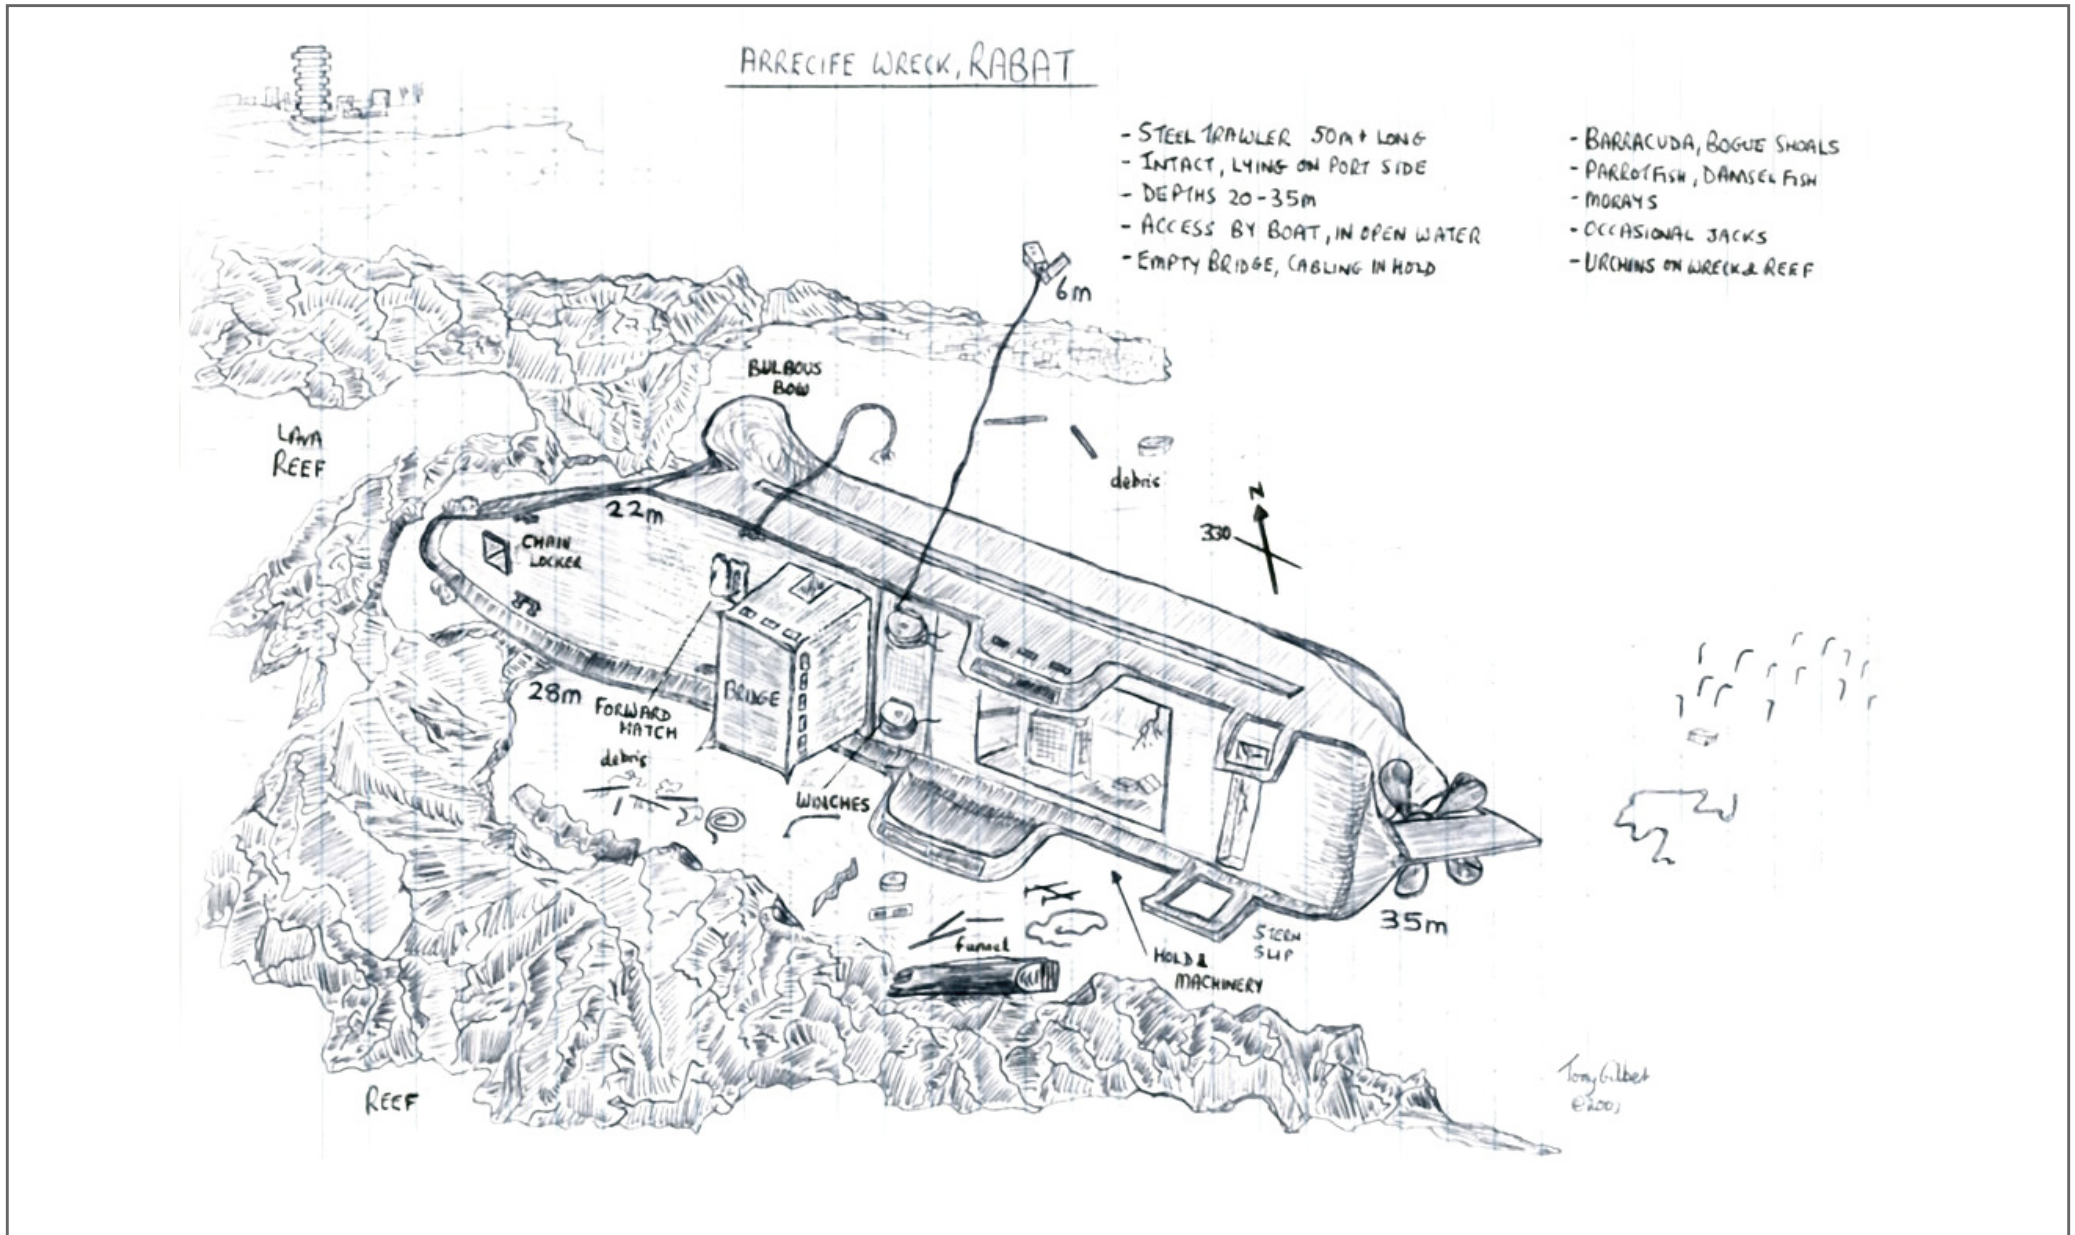 ARRECIFE WRECK, RABAT
- STEEL TRAWLER 50m+ LONG
- INTACT, LYING ON PORT SIDE
- DEPTHS 20-35m
- ACCESS BY BOAT, IN OPEN WATER
- EMPTY BRIDGE, CABLING IN HOLD
- BARRACUDA, BOGUE SHOALS
- PARROTFISH, DAMSEL FISH
- MORAYS
- OCCASIONAL JACKS
- URCHINS ON WRECK & REEF
6m
BULBOUS
BOW
LAVA
REEF
debris
N
330
22m
CHAIN
LOCKER
28m
FORWARD
HATCH
BRIDGE
debris
WINCHES
funnel
HOLD &
MACHINERY
STERN
SLIP
35m
REEF
Tony Gilbert